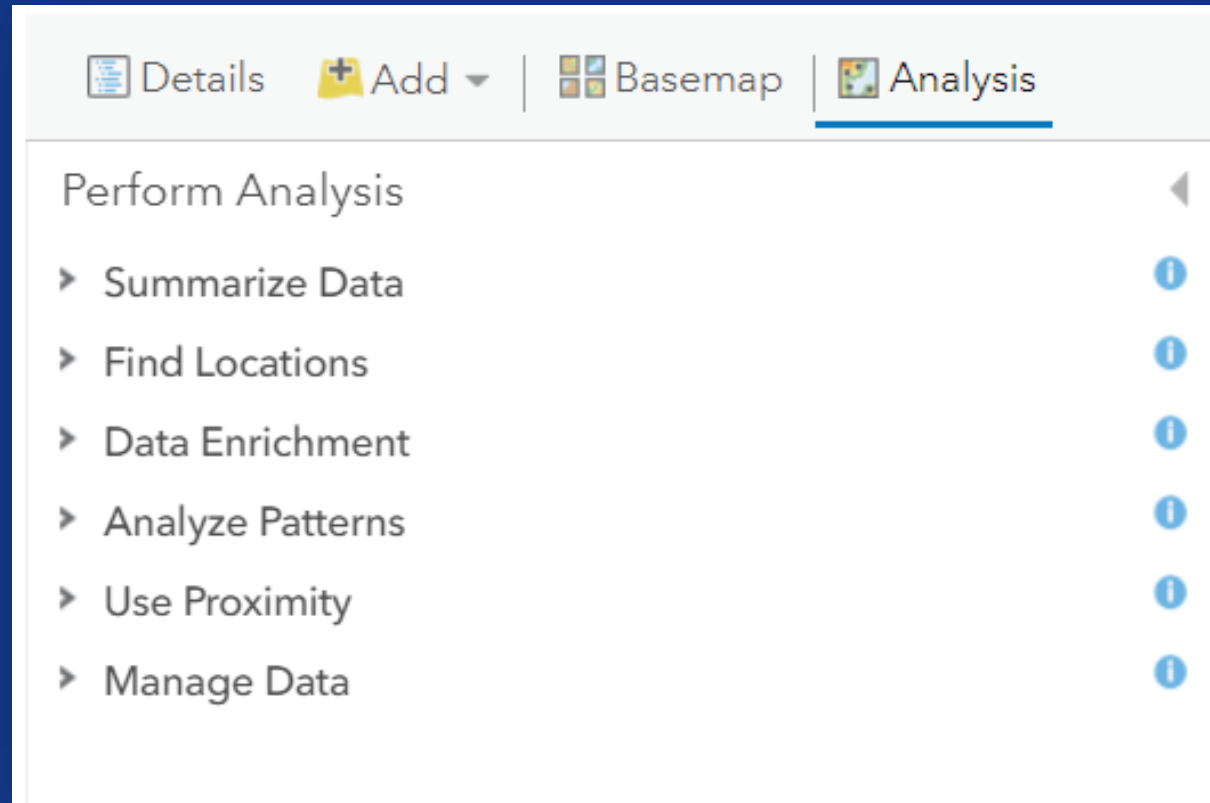 Details Add Basemap Analysis
Perform Analysis
Summarize Data
Find Locations
Data Enrichment
Analyze Patterns
Use Proximity
Manage Data